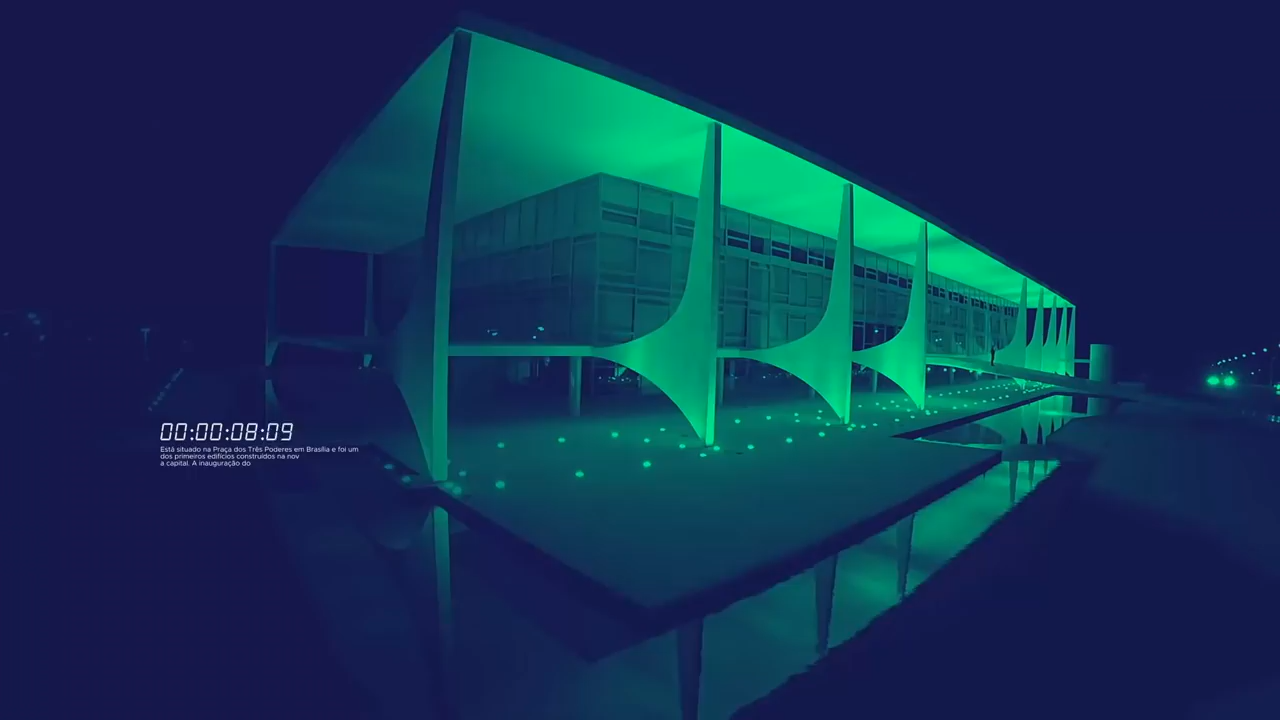 00:00:08:09
Está situado na Praça dos Três Poderes em Brasília e foi um
dos primeiros edifícios construídos na nov
a capital. A inauguração do